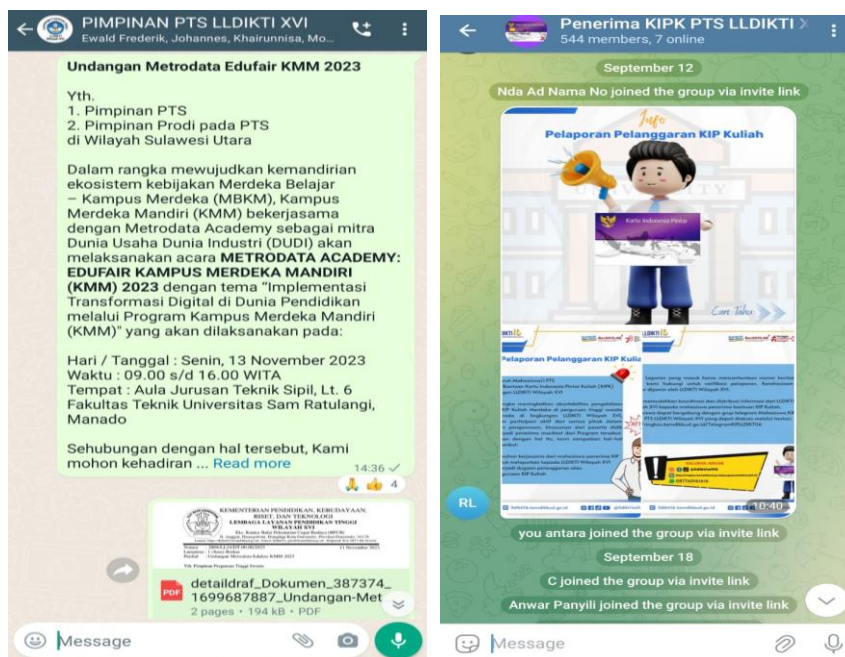 PIMPINAN PTS LLDIKTI XVI
Ewald Frederik, Johannes, Khairunnisa, Mo...
Undangan Metrodata Edufair KMM 2023
Yth.
1. Pimpinan PTS
2. Pimpinan Prodi pada PTS
di Wilayah Sulawesi Utara
Dalam rangka mewujudkan kemandirian
ekosistem kebijakan Merdeka Belajar
– Kampus Merdeka (MBKM), Kampus
Merdeka Mandiri (KMM) bekerjasama
dengan Metrodata Academy sebagai mitra
Dunia Usaha Dunia Industri (DUDI) akan
melaksanakan acara METRODATA ACADEMY:
EDUFAIR KAMPUS MERDEKA MANDIRI
(KMM) 2023 dengan tema “Implementasi
Transformasi Digital di Dunia Pendidikan
melalui Program Kampus Merdeka Mandiri
(KMM)" yang akan dilaksanakan pada:
Hari / Tanggal : Senin, 13 November 2023
Waktu : 09.00 s/d 16.00 WITA
Tempat : Aula Jurusan Teknik Sipil, Lt. 6
Fakultas Teknik Universitas Sam Ratulangi,
Manado
Sehubungan dengan hal tersebut, Kami
mohon kehadiran ... Read more
14:36
4
KEMENTERIAN PENDIDIKAN, KEBUDAYAAN,
RISET, DAN TEKNOLOGI
LEMBAGA LAYANAN PENDIDIKAN TINGGI
WILAYAH XVI
PDF
detaildraf_Dokumen_387374_
1699687887_Undangan-Met
2 pages • 194 kB • PDF
Message
Penerima KIPK PTS LLDIKTI X
544 members, 7 online
September 12
Nda Ad Nama No joined the group via invite link
Info
Pelaporan Pelanggaran KIP Kuliah
UNIVERSITY
Kartu Indonesia Pintar
Pelaporan Pelanggaran KIP Kulia
10:40
RL
you antara joined the group via invite link
September 18
C joined the group via invite link
Anwar Panyili joined the group via invite link
Message